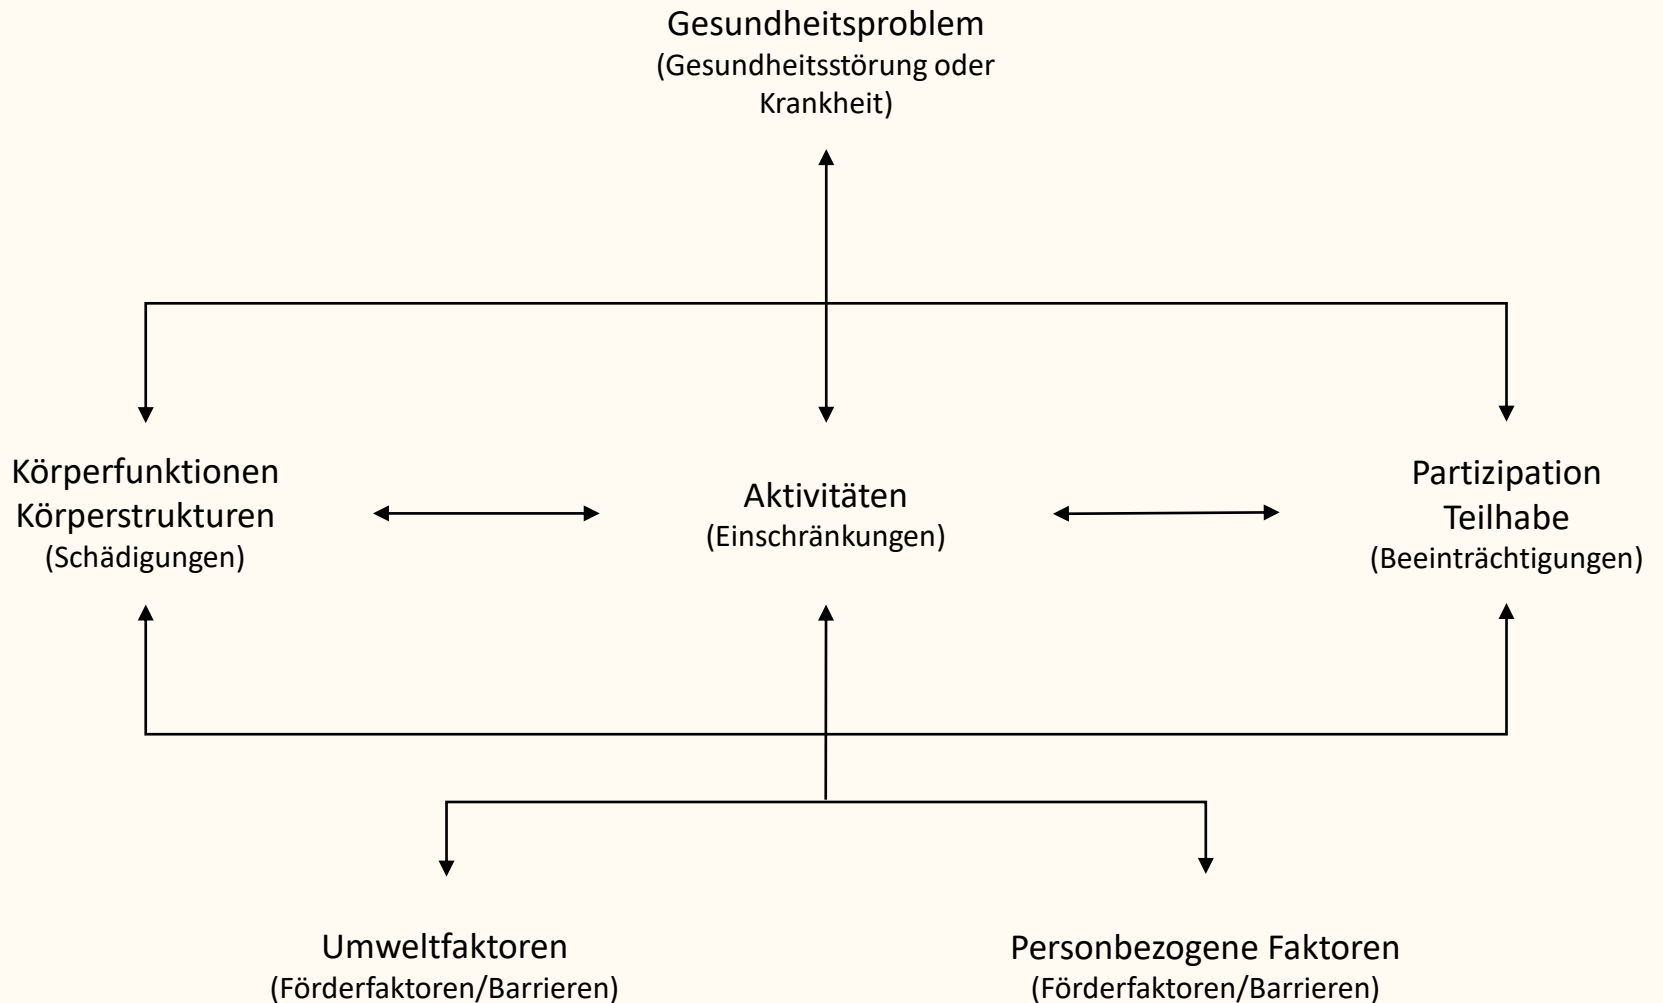 Gesundheitsproblem
(Gesundheitsstörung oder
Krankheit)
Körperfunktionen
Körperstrukturen
(Schädigungen)
Aktivitäten
(Einschränkungen)
Partizipation
Teilhabe
(Beeinträchtigungen)
Umweltfaktoren
(Förderfaktoren/Barrieren)
Personbezogene Faktoren
(Förderfaktoren/Barrieren)